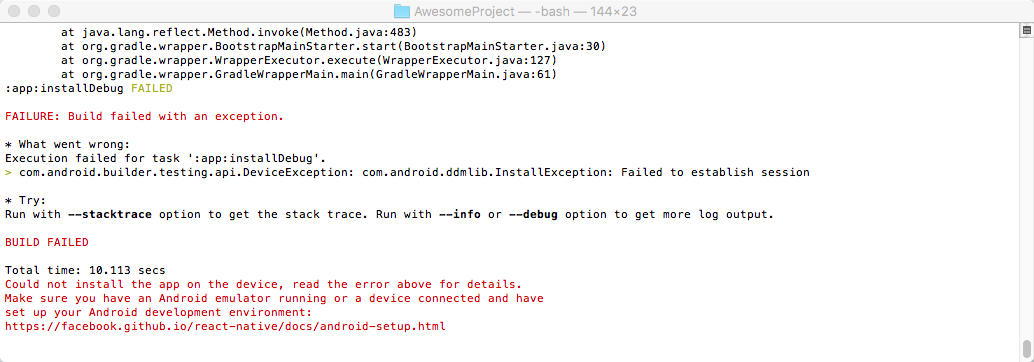 AwesomeProject — -bash — 144×23
at java.lang.reflect.Method.invoke(Method.java:483)
at org.gradle.wrapper.BootstrapMainStarter.start(BootstrapMainStarter.java:30)
at org.gradle.wrapper.WrapperExecutor.execute(WrapperExecutor.java:127)
at org.gradle.wrapper.GradleWrapperMain.main(GradleWrapperMain.java:61)
:app:installDebug FAILED
FAILURE: Build failed with an exception.
* What went wrong:
Execution failed for task ':app:installDebug'.
> com.android.builder.testing.api.DeviceException: com.android.ddmlib.InstallException: Failed to establish session
* Try:
Run with --stacktrace option to get the stack trace. Run with --info or --debug option to get more log output.
BUILD FAILED
Total time: 10.113 secs
Could not install the app on the device, read the error above for details.
Make sure you have an Android emulator running or a device connected and have
set up your Android development environment:
https://facebook.github.io/react-native/docs/android-setup.html